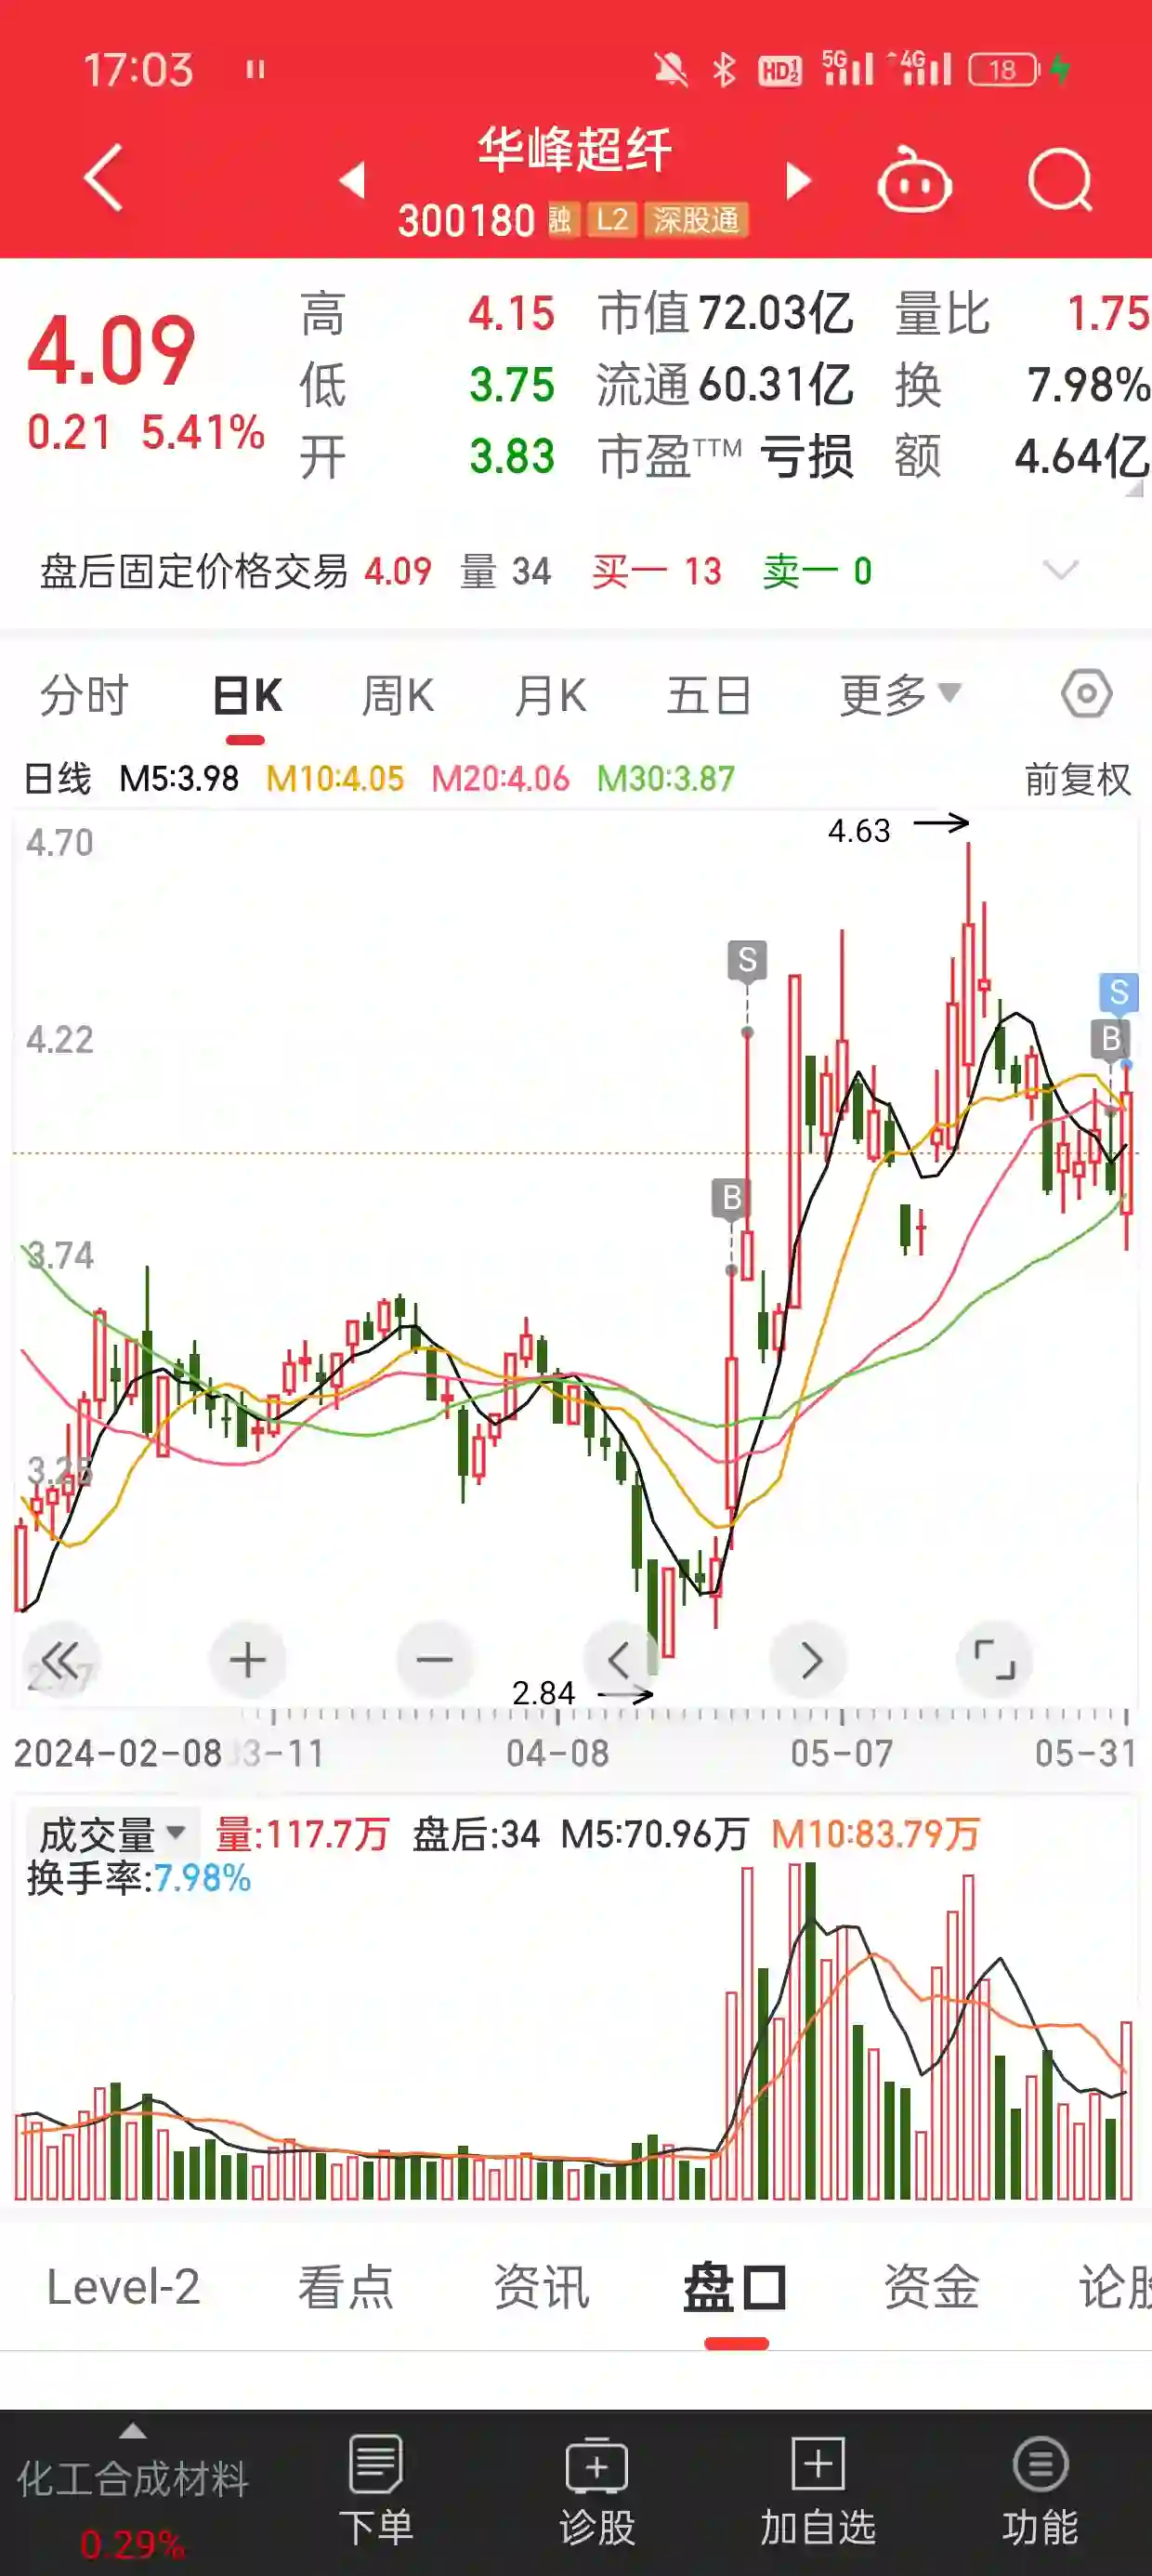 17:03 HD 1 2 5G 4G 18
华峰超纤
300180 融 L2 深股通
4.09 高 4.15 市值 72.03亿 量比 1.75
0.21 5.41% 低 3.75 流通 60.31亿 换 7.98%
开 3.83 市盈TTM 亏损 额 4.64亿
盘后固定价格交易 4.09 量 34 买一 13 卖一 0
分时 日K 周K 月K 五日 更多
日线 M5:3.98 M10:4.05 M20:4.06 M30:3.87 前复权
4.70
4.63
S
S
4.22
B
B
3.74
3.25
2.84
2024-02-08 03-11 04-08 05-07 05-31
成交量 量:117.7万 盘后:34 M5:70.96万 M10:83.79万
换手率:7.98%
Level-2 看点 资讯 盘口 资金
化工合成材料
0.29%
下单 诊股 加自选 功能